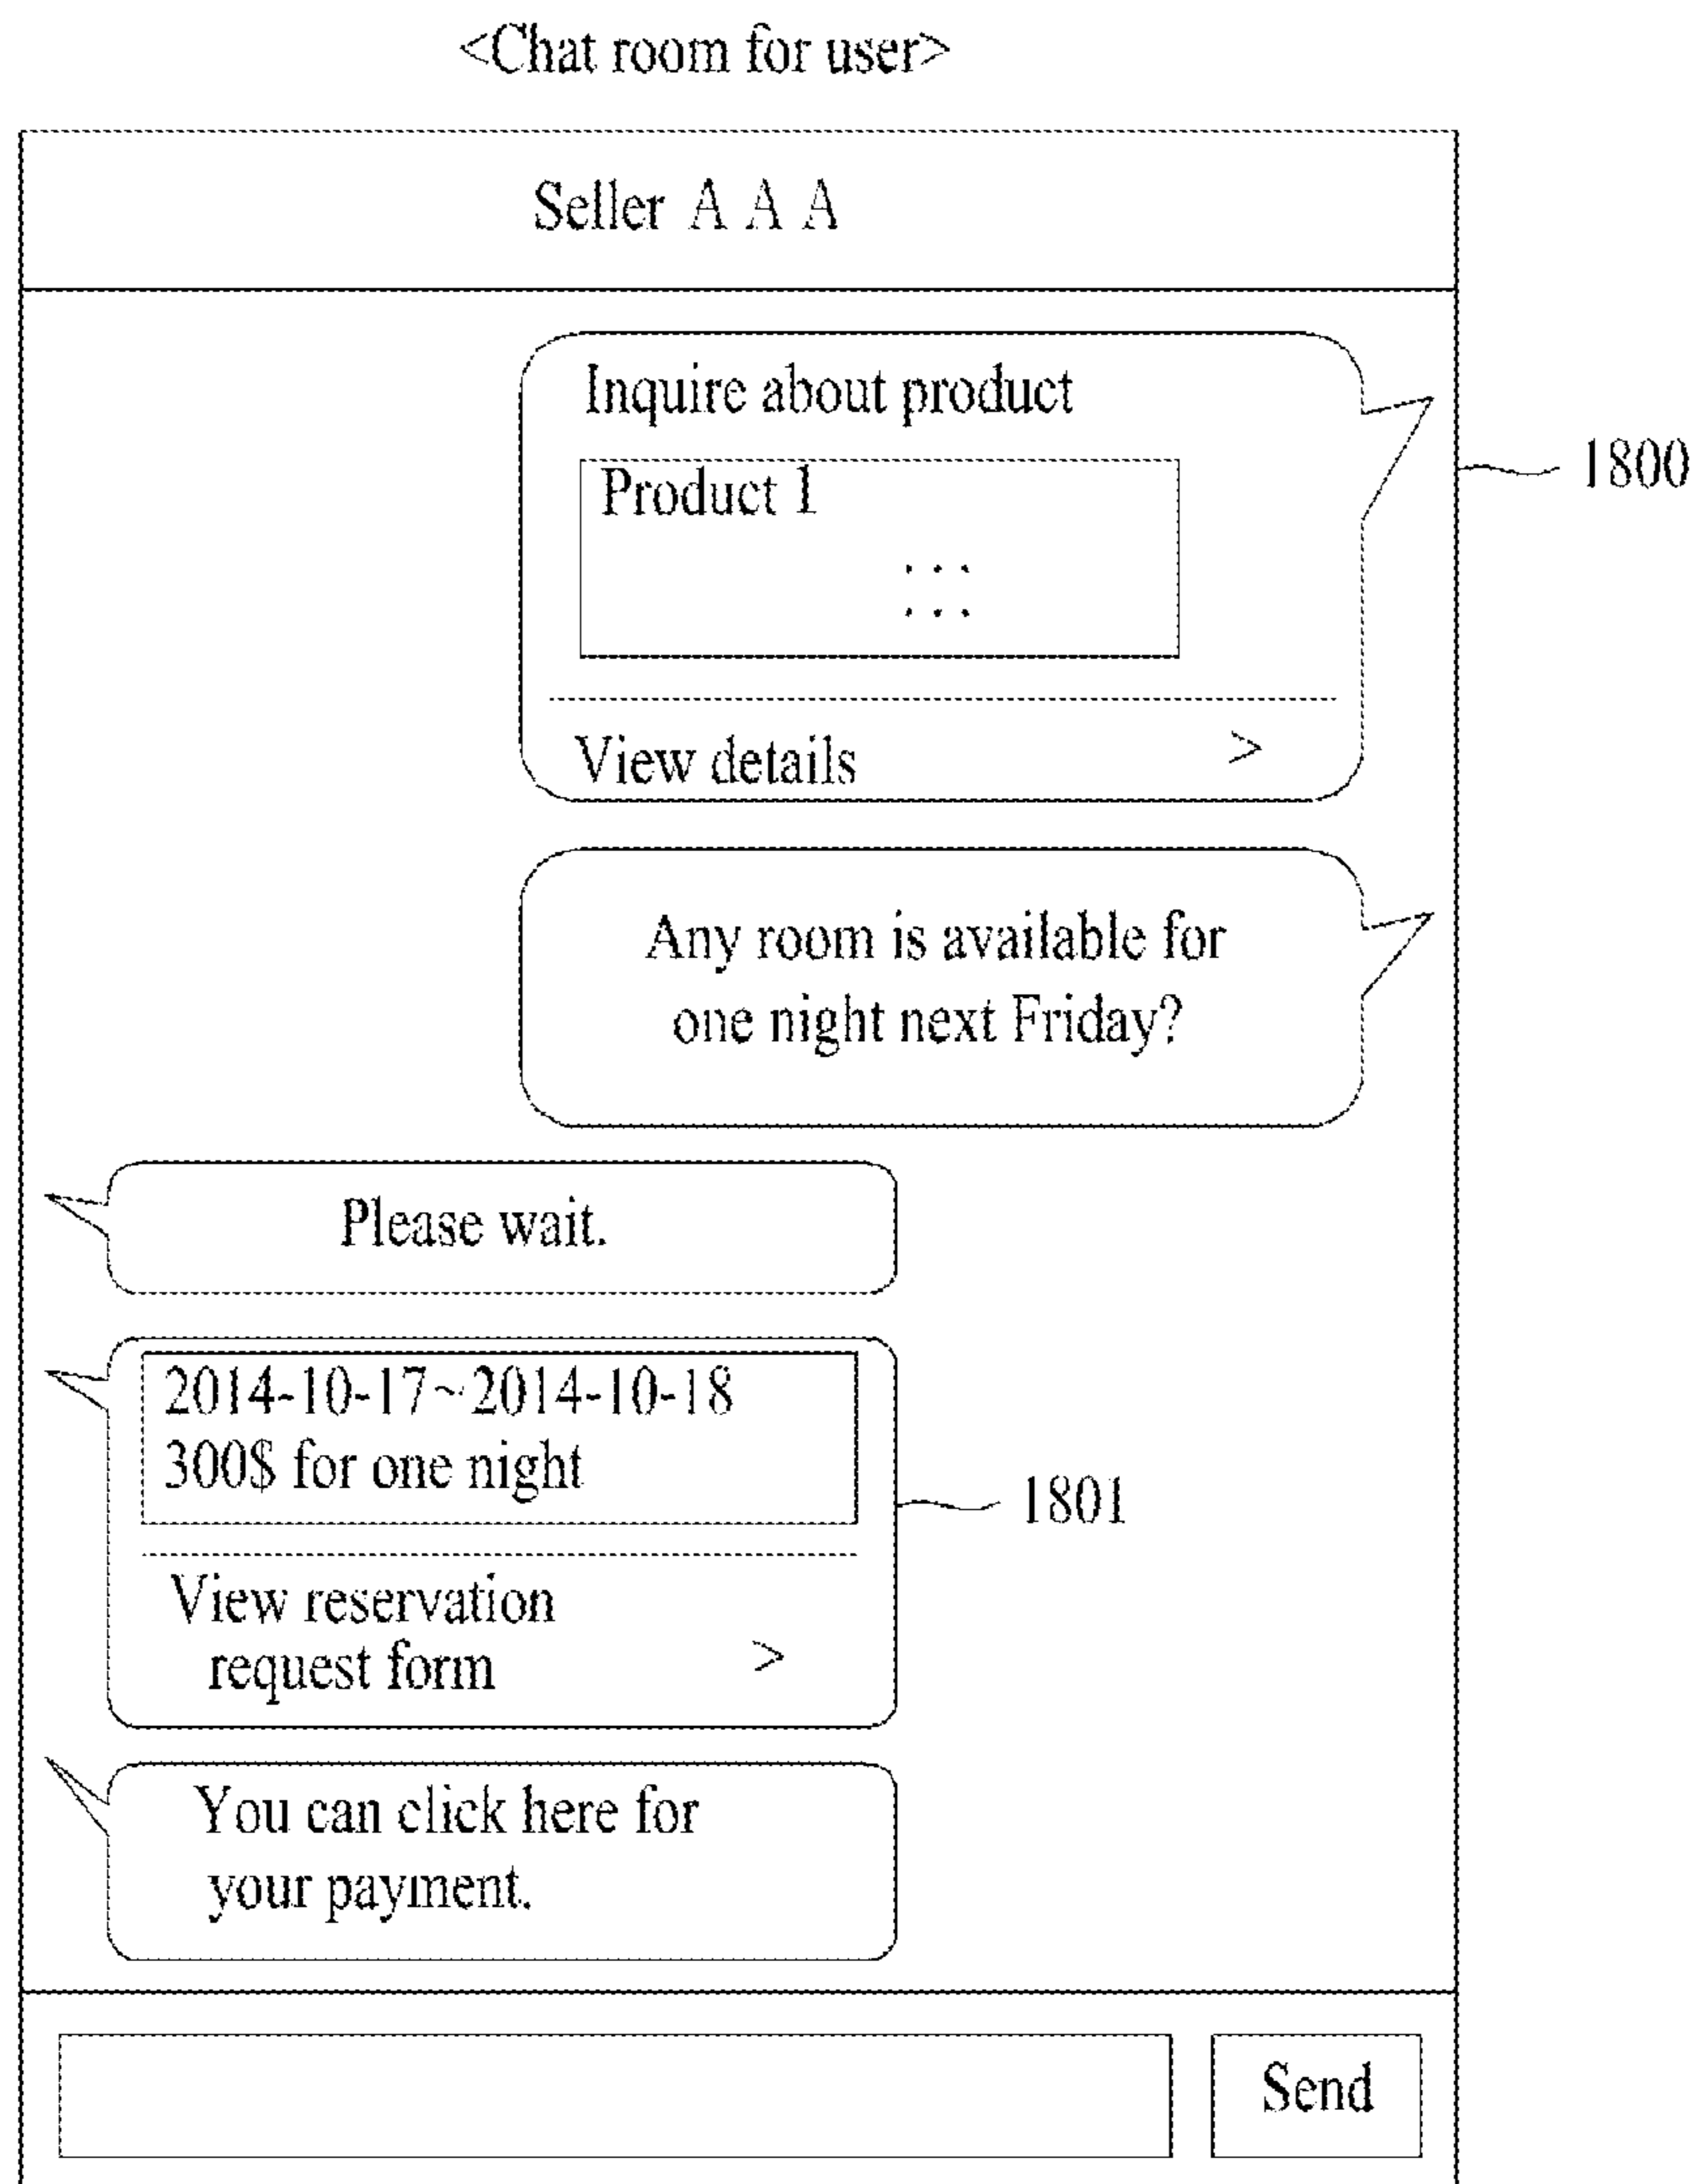 <Chat room for user>
Seller A A A
Inquire about product
Product 1
...
...
View details >
1800
Any room is available for
one night next Friday?
Please wait.
2014-10-17~2014-10-18
300$ for one night
1801
View reservation
request form >
You can click here for
your payment.
Send